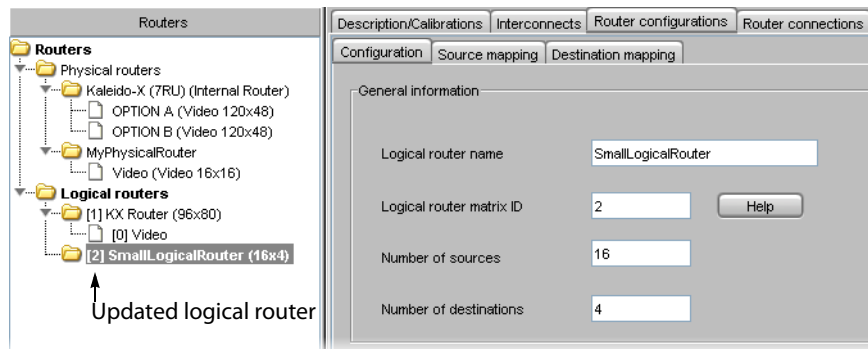 Routers
Routers
Physical routers
Kaleido-X (7RU) (Internal Router)
OPTION A (Video 120x48)
OPTION B (Video 120x48)
MyPhysicalRouter
Video (Video 16x16)
Logical routers
[1] KX Router (96x80)
[0] Video
[2] SmallLogicalRouter (16x4)
Updated logical router
Description/Calibrations Interconnects Router configurations Router connections
Configuration Source mapping Destination mapping
General information
Logical router name SmallLogicalRouter
Logical router matrix ID 2 Help
Number of sources 16
Number of destinations 4